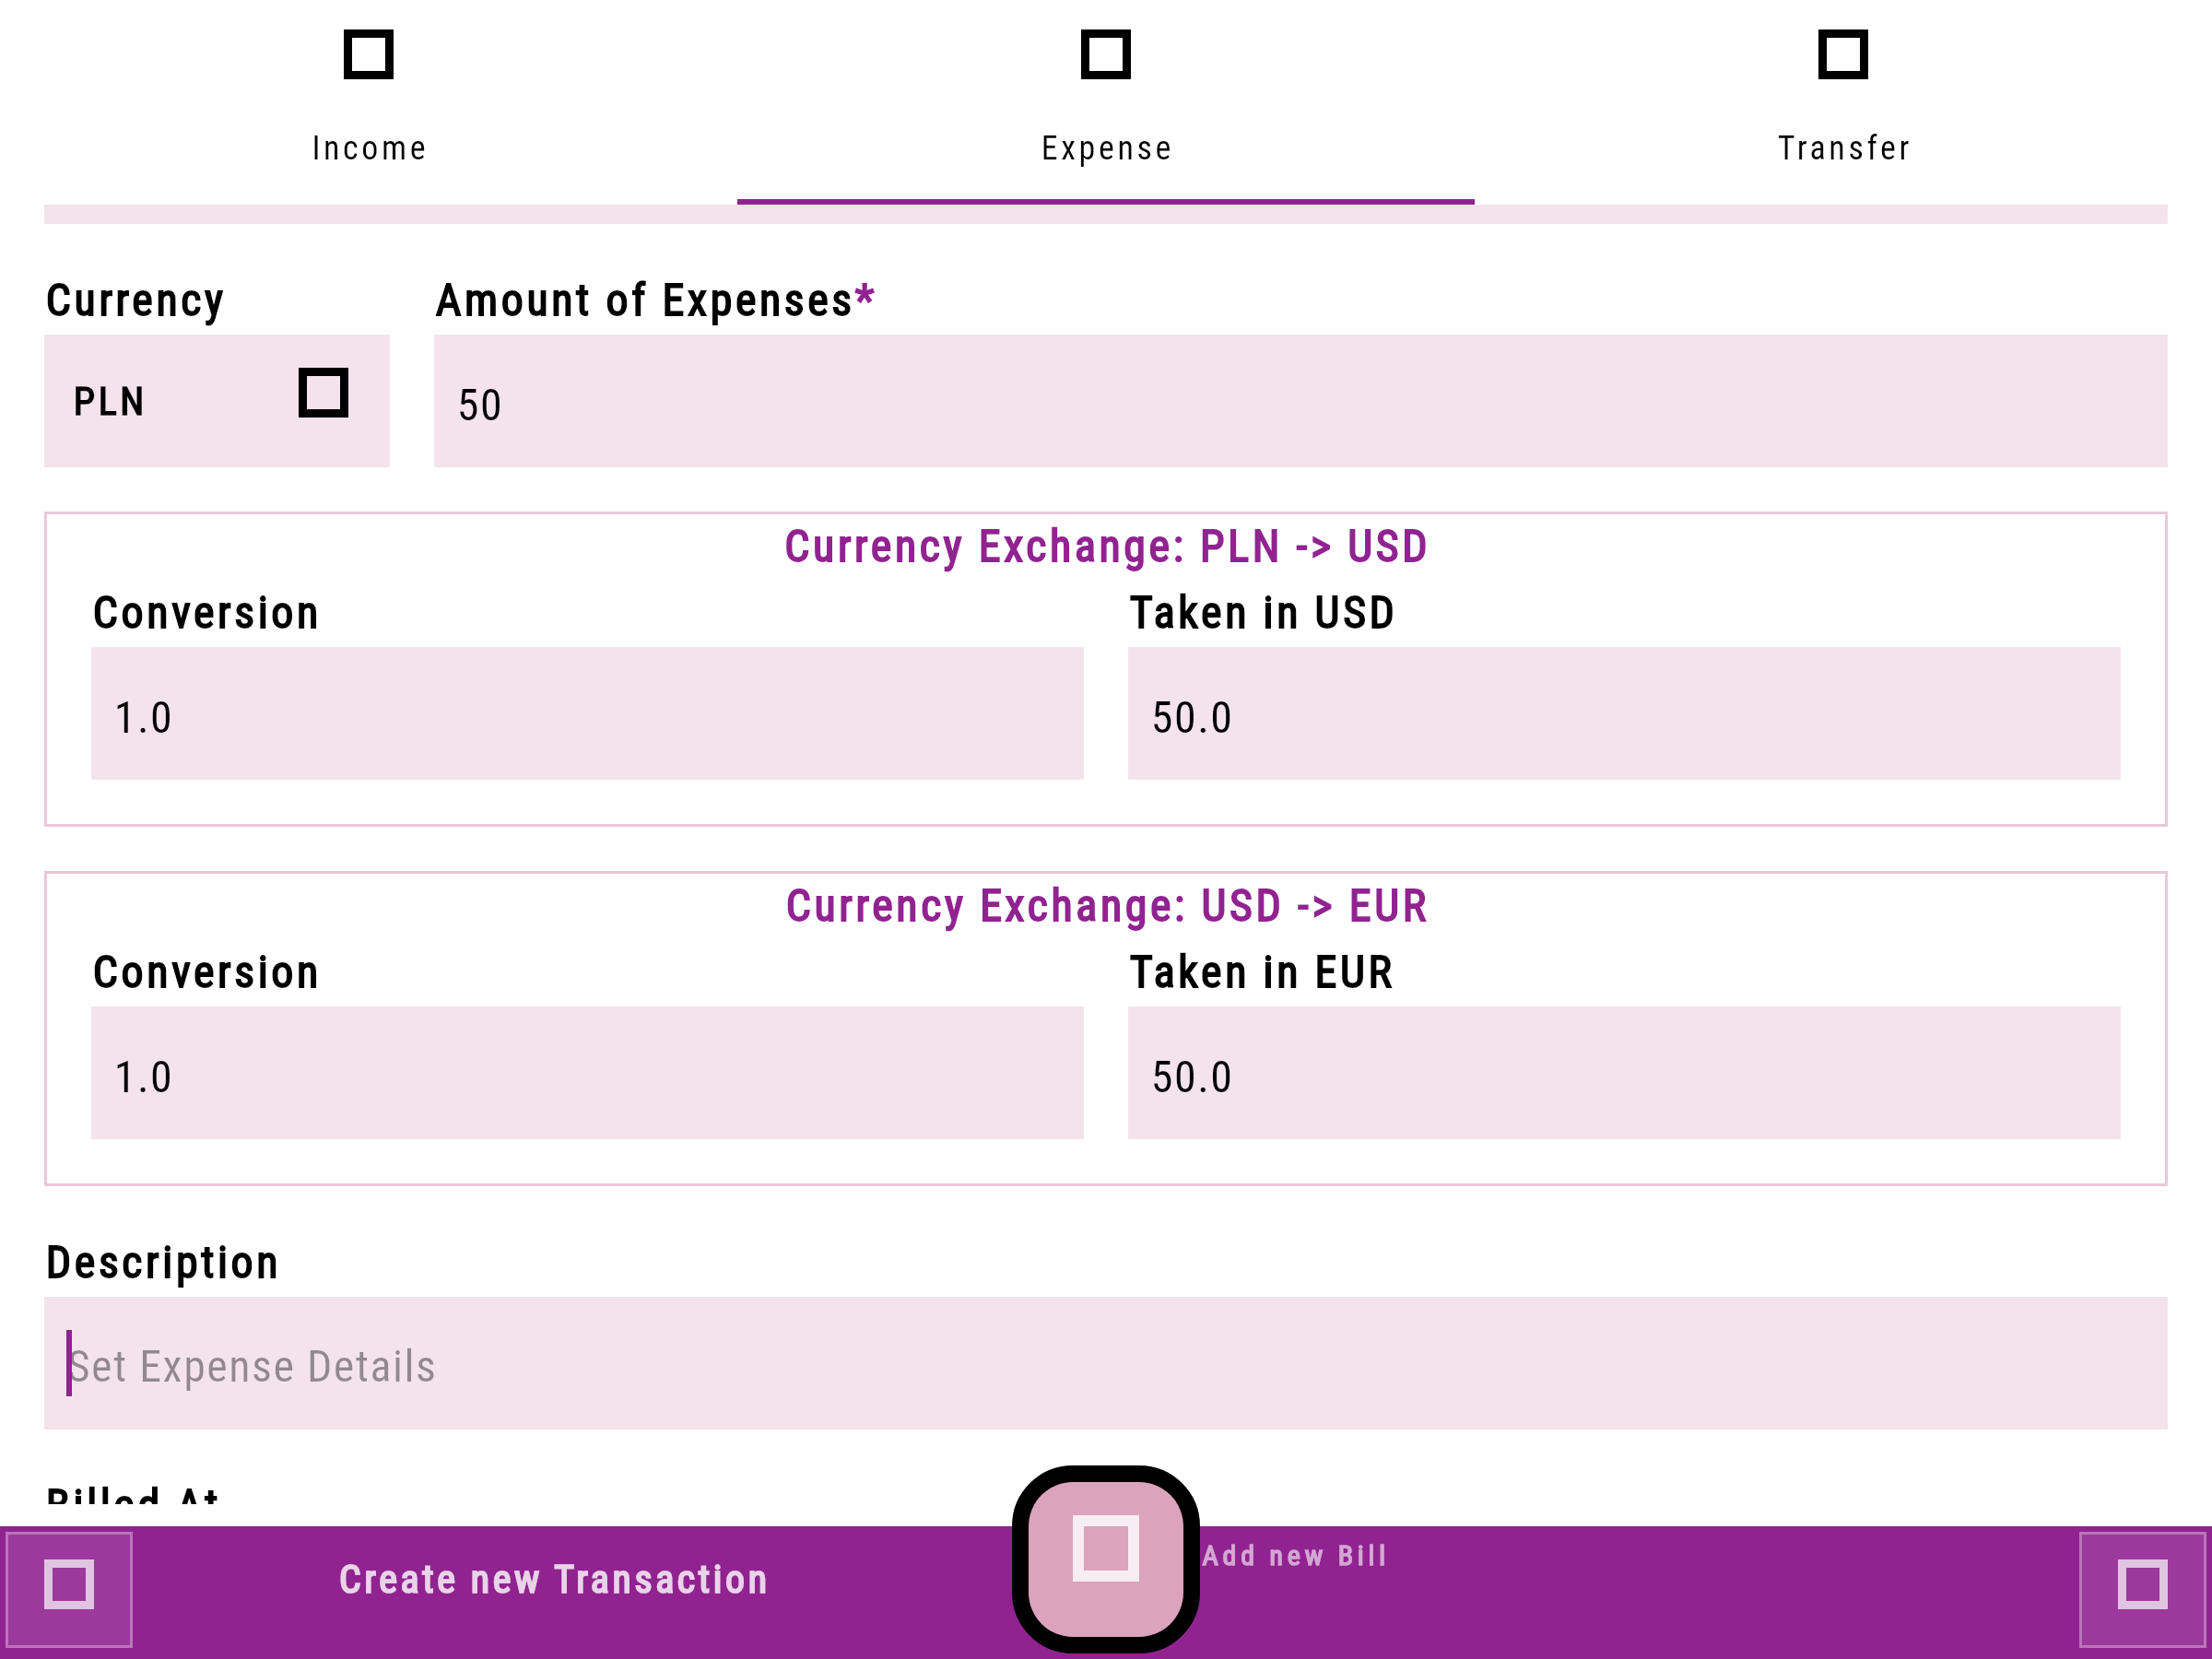 Income
Expense
Transfer
Currency
Amount of Expenses*
PLN
50
Currency Exchange: PLN -> USD
Conversion
Taken in USD
1.0
50.0
Currency Exchange: USD -> EUR
Conversion
Taken in EUR
1.0
50.0
Description
Set Expense Details
Billed At
Create new Transaction
Add new Bill